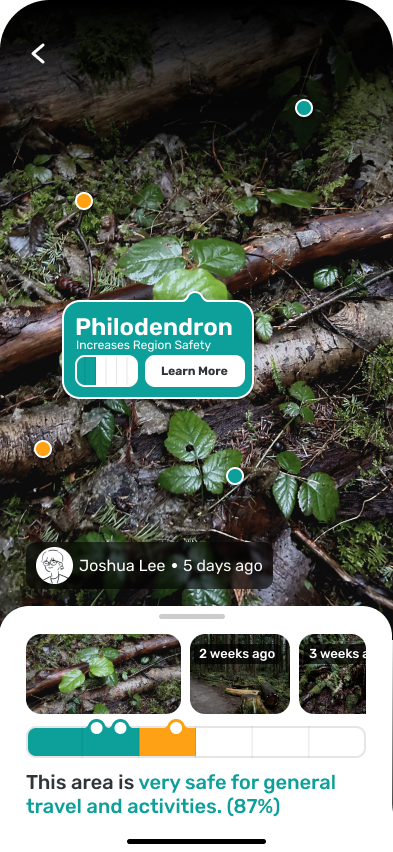 Philodendron
Increases Region Safety
Learn More
Joshua Lee • 5 days ago
2 weeks ago
3 weeks a
This area is very safe for general
travel and activities. (87%)